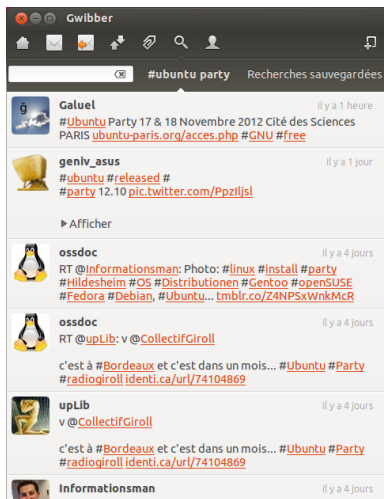 Gwibber
#ubuntu party Recherches sauvegardées
Galuel il y a 1 heure
#Ubuntu Party 17 & 18 Novembre 2012 Cité des Sciences
PARIS ubuntu-paris.org/acces.php #GNU #free
geniv_asus il y a 1 jour
#ubuntu #released #
#party 12.10 pic.twitter.com/PpzIljsl
Afficher
ossdoc il y a 4 jours
RT @Informationsman: Photo: #linux #install #party
#Hildesheim #OS #Distributionen #Gentoo #openSUSE
#Fedora #Debian, #Ubuntu... tmblr.co/Z4NPSxWnkMcR
ossdoc il y a 4 jours
RT @upLib: v @CollectifGiroll
c'est à #Bordeaux et c'est dans un mois... #Ubuntu #Party
#radiogiroll identi.ca/url/74104869
upLib il y a 4 jours
v @CollectifGiroll
c'est à #Bordeaux et c'est dans un mois... #Ubuntu #Party
#radiogiroll identi.ca/url/74104869
Informationsman il y a 4 jours